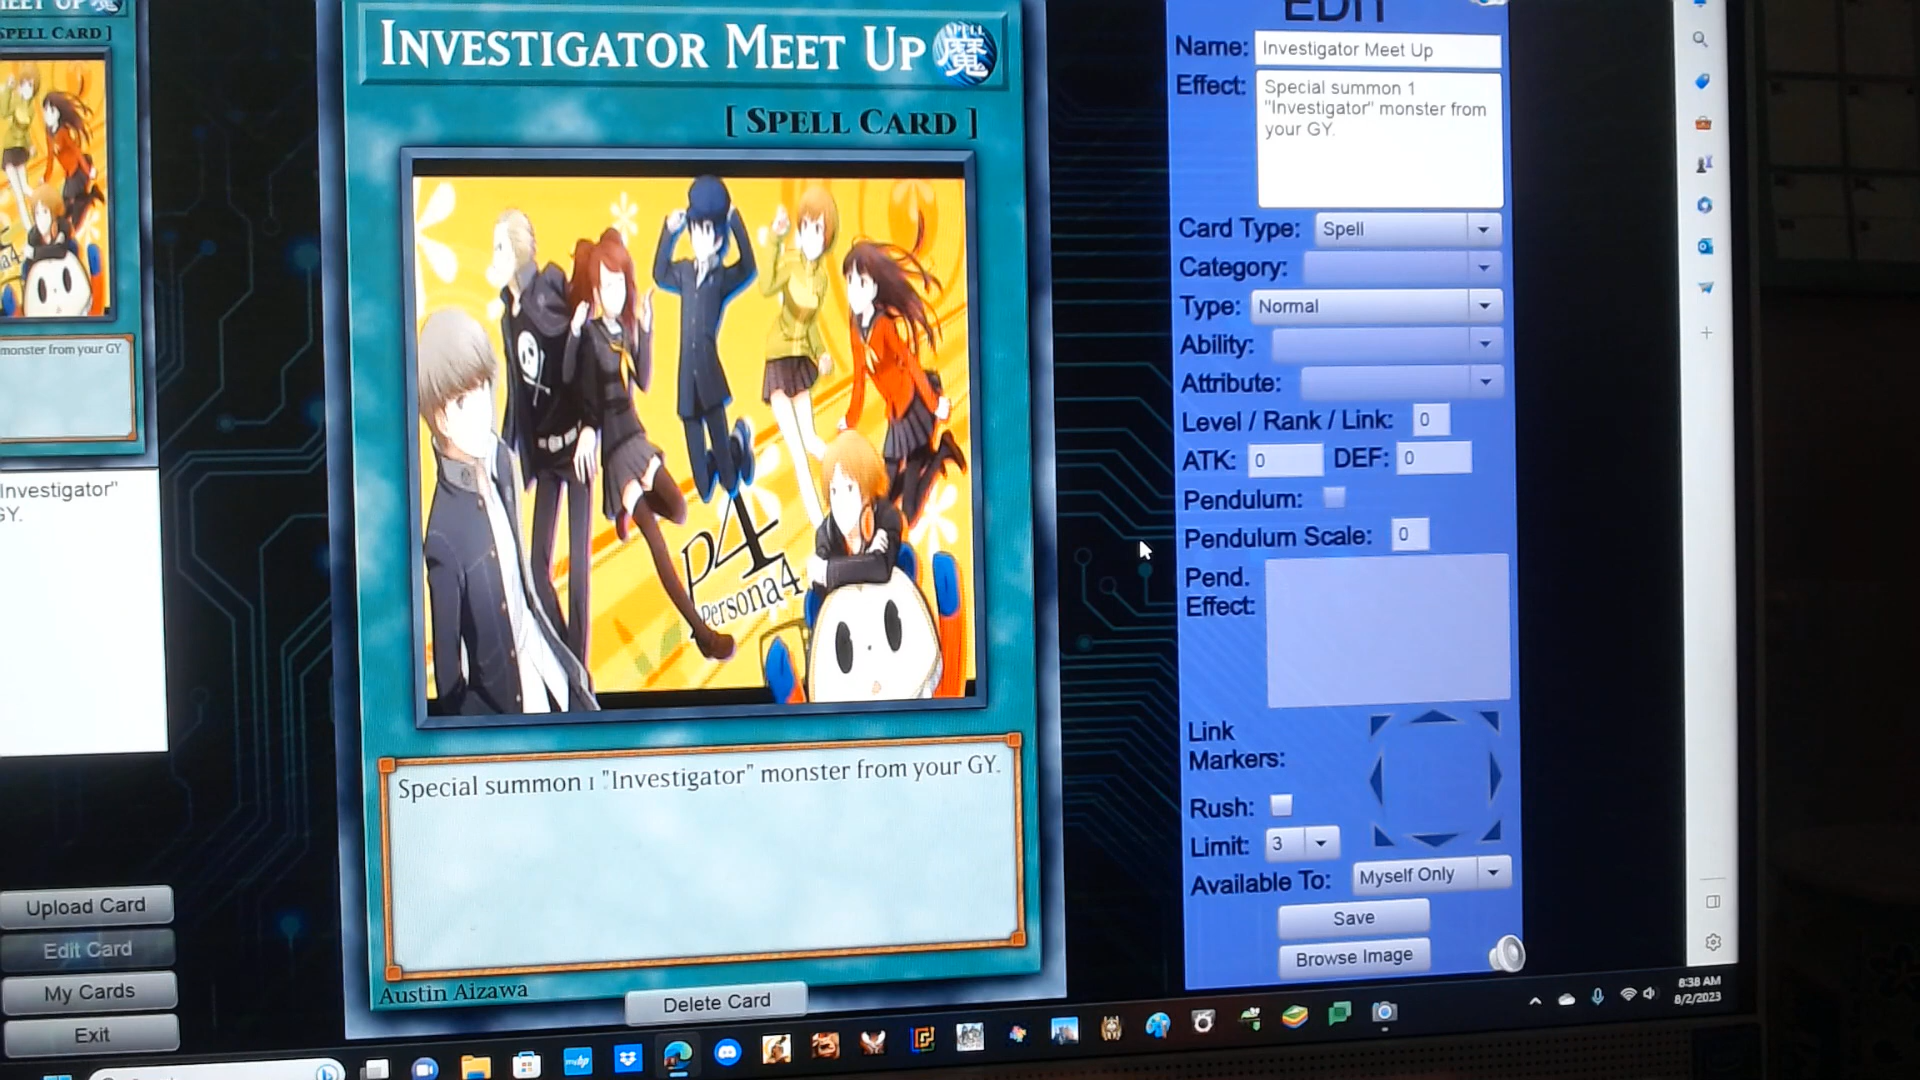 MEET UP
SPELL CARD ]
monster from your GY.
Investigator"
GY.
Upload Card
Edit Card
My Cards
Exit
INVESTIGATOR MEET UP
SPELL
魔
[ SPELL CARD ]
P4
Persona4
Special summon 1 "Investigator" monster from your GY.
Austin Aizawa
Delete Card
EDIT
Name: Investigator Meet Up
Effect: Special summon 1
"Investigator" monster from
your GY.
Card Type: Spell
Category:
Type: Normal
Ability:
Attribute:
Level / Rank / Link: 0
ATK: 0 DEF: 0
Pendulum:
Pendulum Scale: 0
Pend.
Effect:
Link
Markers:
Rush:
Limit: 3
Available To: Myself Only
Save
Browse Image
8:38 AM
8/2/2023